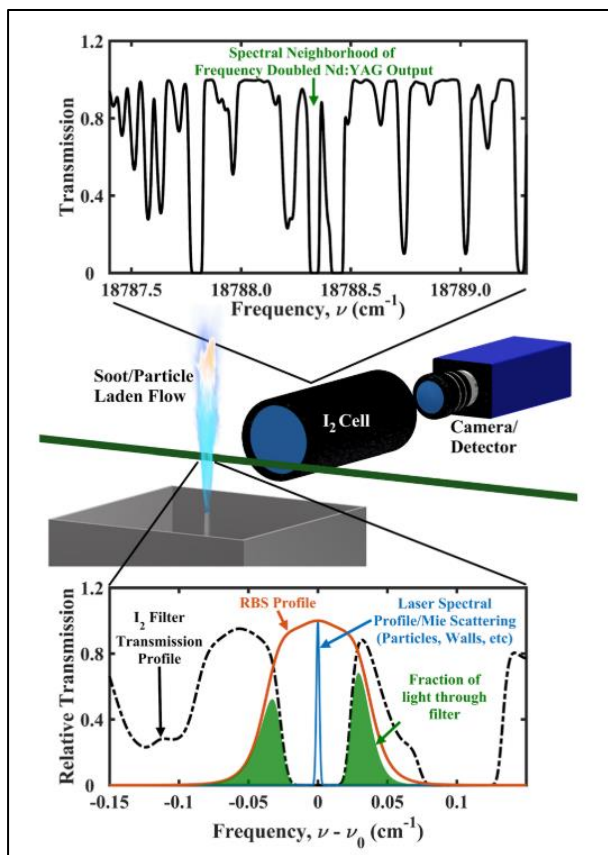 1.2
Spectral Neighborhood of
Frequency Doubled Nd:YAG Output
0.8
Transmission
0.4
0
18787.5 18788.0 18788.5 18789.0
Frequency, ν (cm⁻¹)
Soot/Particle
Laden Flow
I₂ Cell
Camera/
Detector
1.2
RBS Profile
I₂ Filter
Transmission
Profile
Laser Spectral
Profile/Mie Scattering
(Particles, Walls, etc)
0.8
Fraction of
light through
filter
Relative Transmission
0.4
0
-0.15 -0.1 -0.05 0 0.05 0.1
Frequency, ν - ν₀ (cm⁻¹)